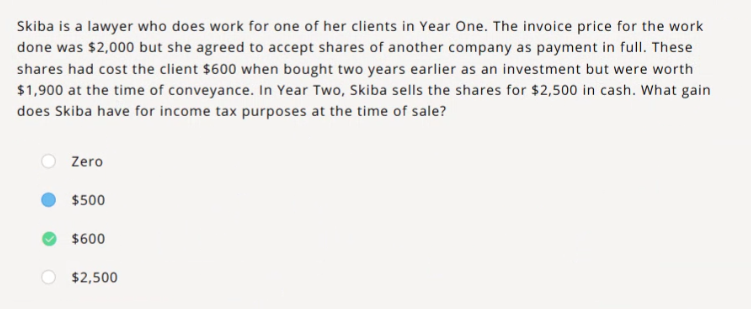 Skiba is a lawyer who does work for one of her clients in Year One. The invoice price for the work
done was $2,000 but she agreed to accept shares of another company as payment in full. These
shares had cost the client $600 when bought two years earlier as an investment but were worth
$1,900 at the time of conveyance. In Year Two, Skiba sells the shares for $2,500 in cash. What gain
does Skiba have for income tax purposes at the time of sale?
Zero
$500
$600
$2,500